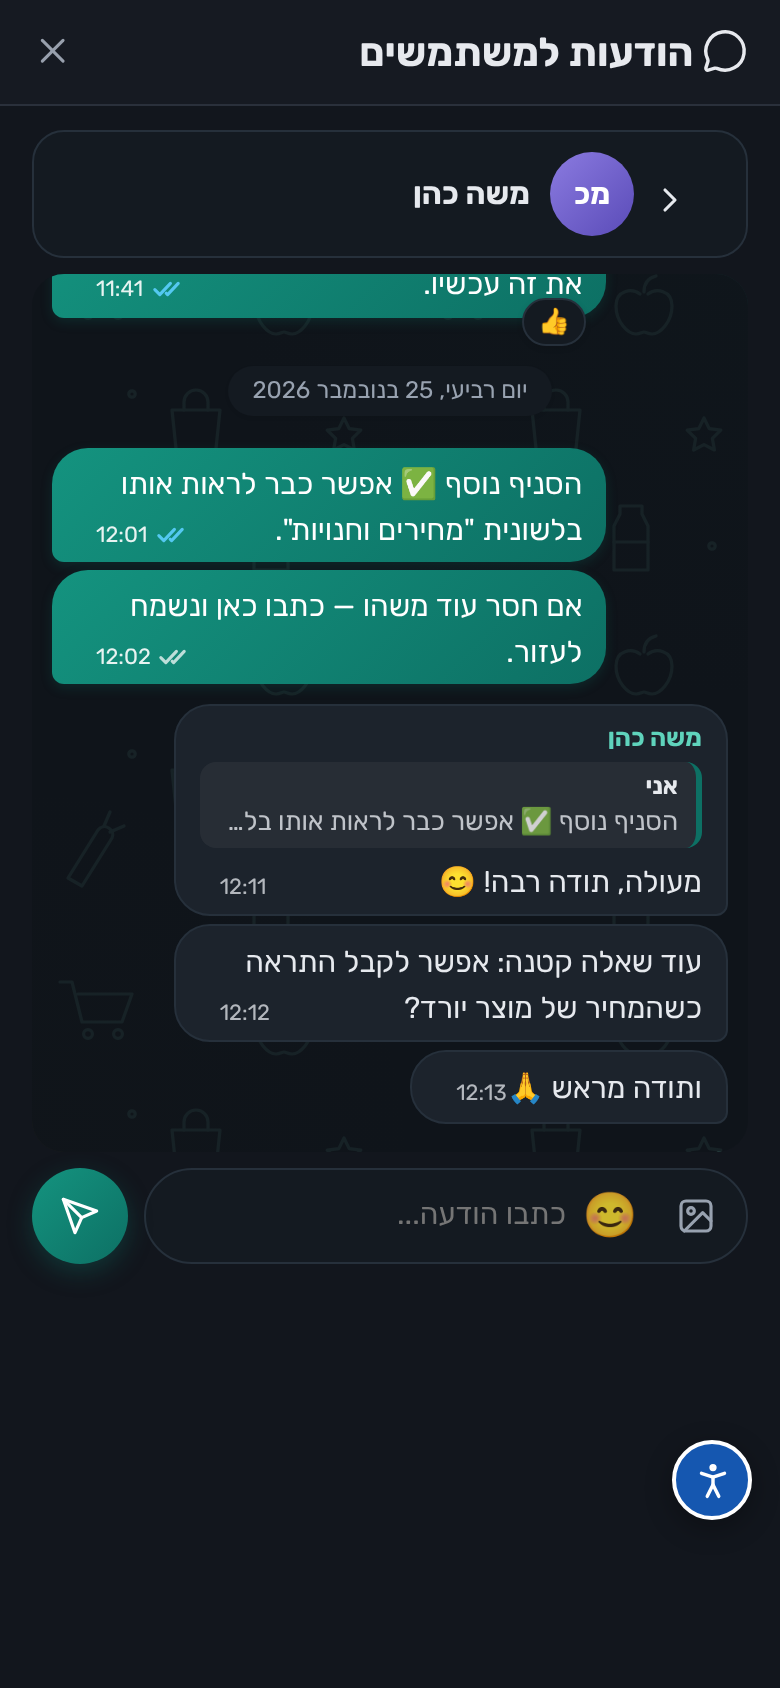 הודעות למשתמשים
מכ
משה כהן
את זה עכשיו.
11:41
👍
יום רביעי, 25 בנובמבר 2026
הסניף נוסף ✅ אפשר כבר לראות אותו
בלשונית "מחירים וחנויות".
12:01
אם חסר עוד משהו — כתבו כאן ונשמח
לעזור.
12:02
משה כהן
אני
הסניף נוסף ✅ אפשר כבר לראות אותו בל...
מעולה, תודה רבה! 😊
12:11
עוד שאלה קטנה: אפשר לקבל התראה
כשהמחיר של מוצר יורד?
12:12
ותודה מראש 🙏
12:13
😊
כתבו הודעה...